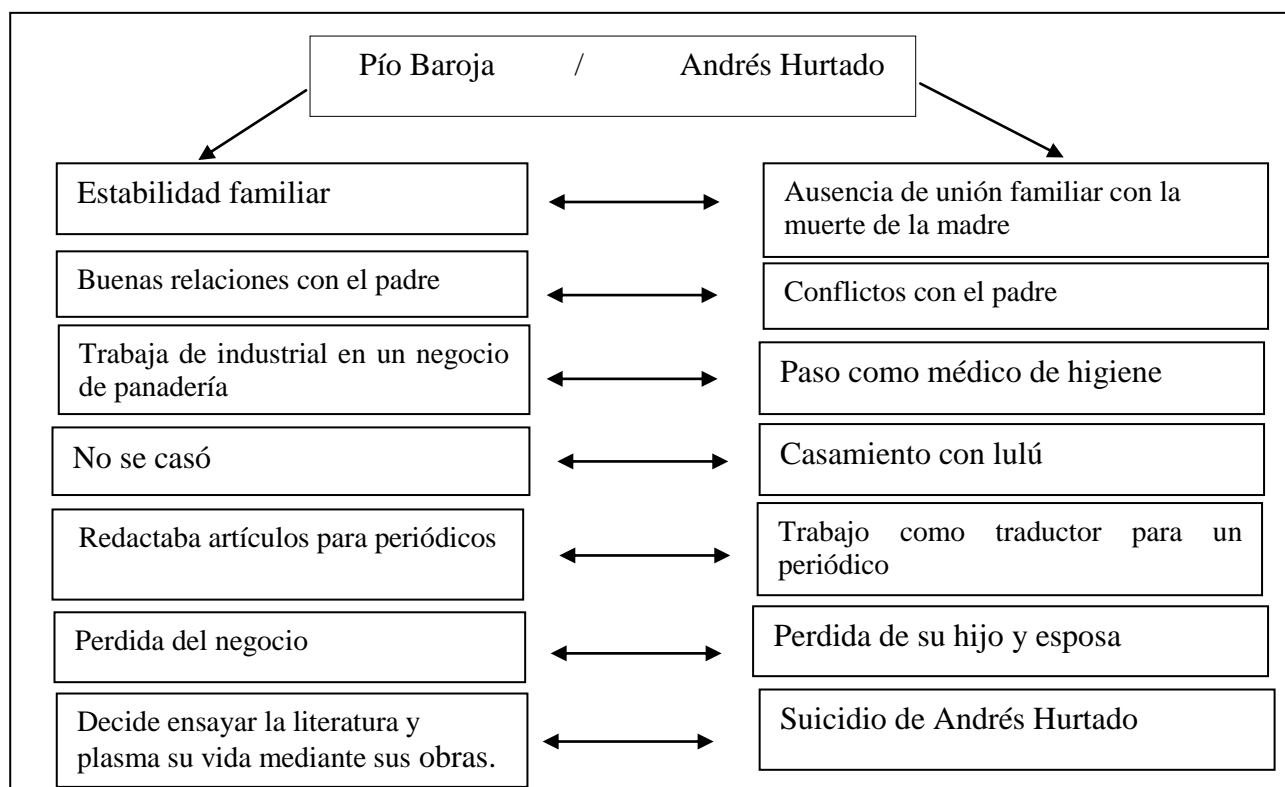 Pío Baroja / Andrés Hurtado
Estabilidad familiar
Ausencia de unión familiar con la
muerte de la madre
Buenas relaciones con el padre
Conflictos con el padre
Trabaja de industrial en un negocio
de panadería
Paso como médico de higiene
No se casó
Casamiento con lulú
Redactaba artículos para periódicos
Trabajo como traductor para un
periódico
Perdida del negocio
Perdida de su hijo y esposa
Decide ensayar la literatura y
plasma su vida mediante sus obras.
Suicidio de Andrés Hurtado